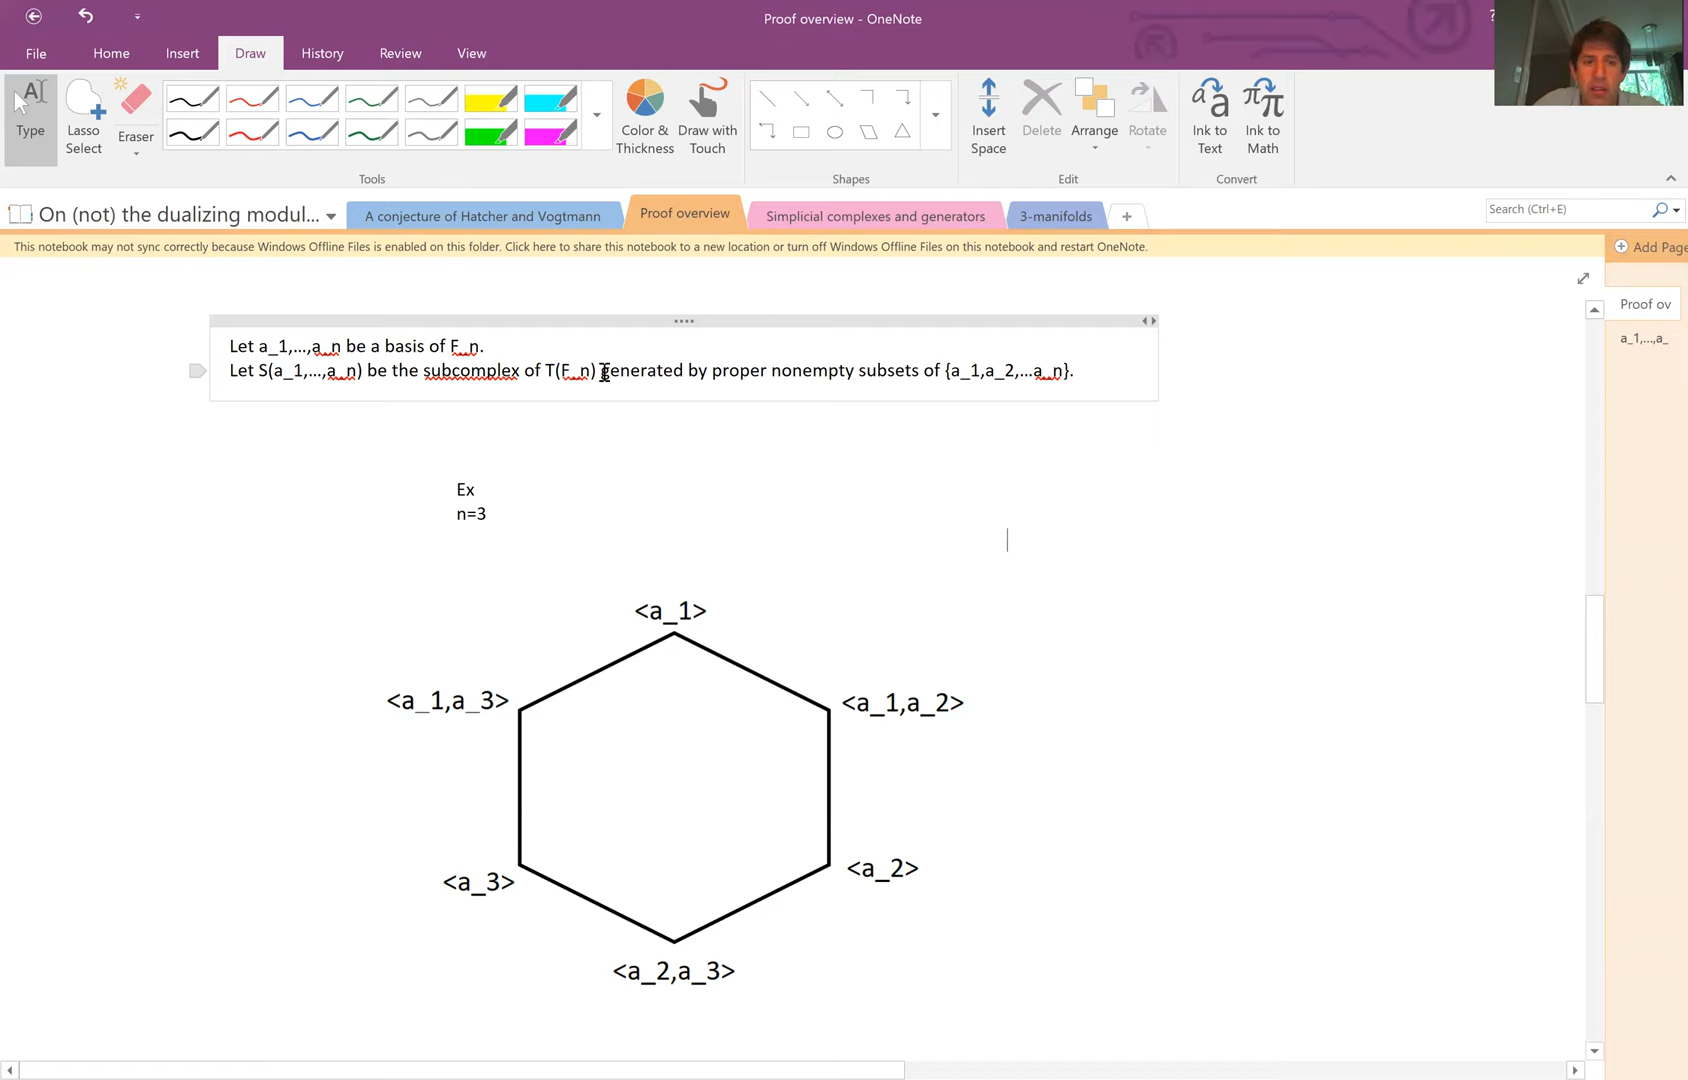 Proof overview - OneNote
?
File
Home
Insert
Draw
History
Review
View
Type
Lasso Select
Eraser
Color & Thickness
Draw with Touch
Insert Space
Delete
Arrange
Rotate
Ink to Text
Ink to Math
Tools
Shapes
Edit
Convert
On (not) the dualizing modul...
A conjecture of Hatcher and Vogtmann
Proof overview
Simplicial complexes and generators
3-manifolds
Search (Ctrl+E)
This notebook may not sync correctly because Windows Offline Files is enabled on this folder. Click here to share this notebook to a new location or turn off Windows Offline Files on this notebook and restart OneNote.
Add Page
Proof ov
a_1,...,a_
Let a_1,...,a_n be a basis of F_n.
Let S(a_1,...,a_n) be the subcomplex of T(F_n) generated by proper nonempty subsets of {a_1,a_2,...a_n}.
Ex
n=3
<a_1>
<a_1,a_3>
<a_1,a_2>
<a_3>
<a_2>
<a_2,a_3>